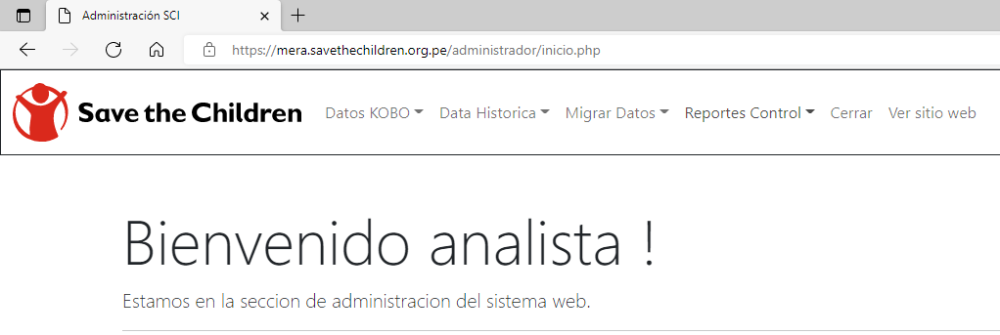 Administración SCI
https://mera.savethechildren.org.pe/administrador/inicio.php
Save the Children Datos KOBO Data Historica Migrar Datos Reportes Control Cerrar Ver sitio web
Bienvenido analista !
Estamos en la seccion de administracion del sistema web.